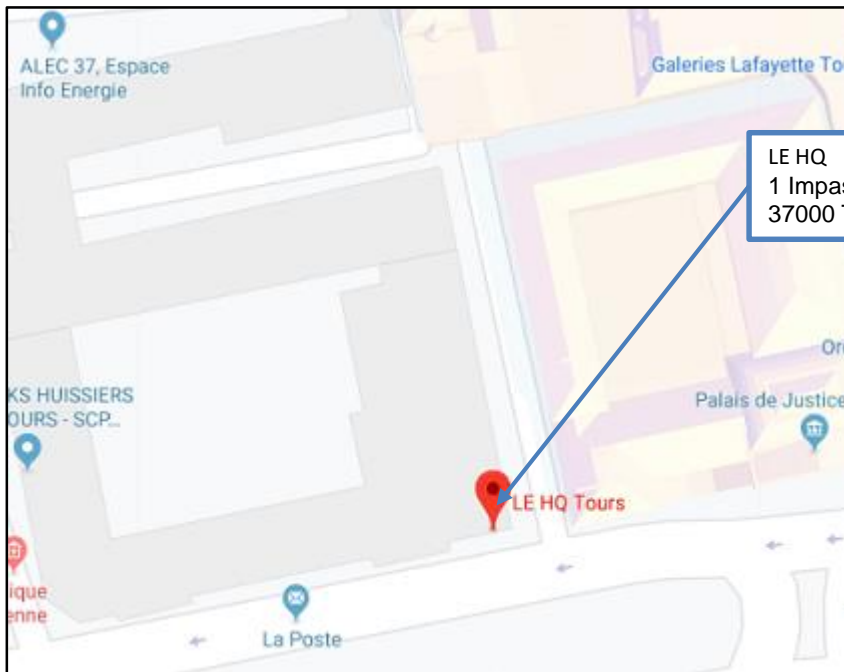 ALEC 37, Espace
Info Energie
Galeries Lafayette To
LE HQ
1 Impas
37000 T
KS HUISSIERS
OURS - SCP...
Ori
Palais de Justice
LE HQ Tours
ique
enne
La Poste